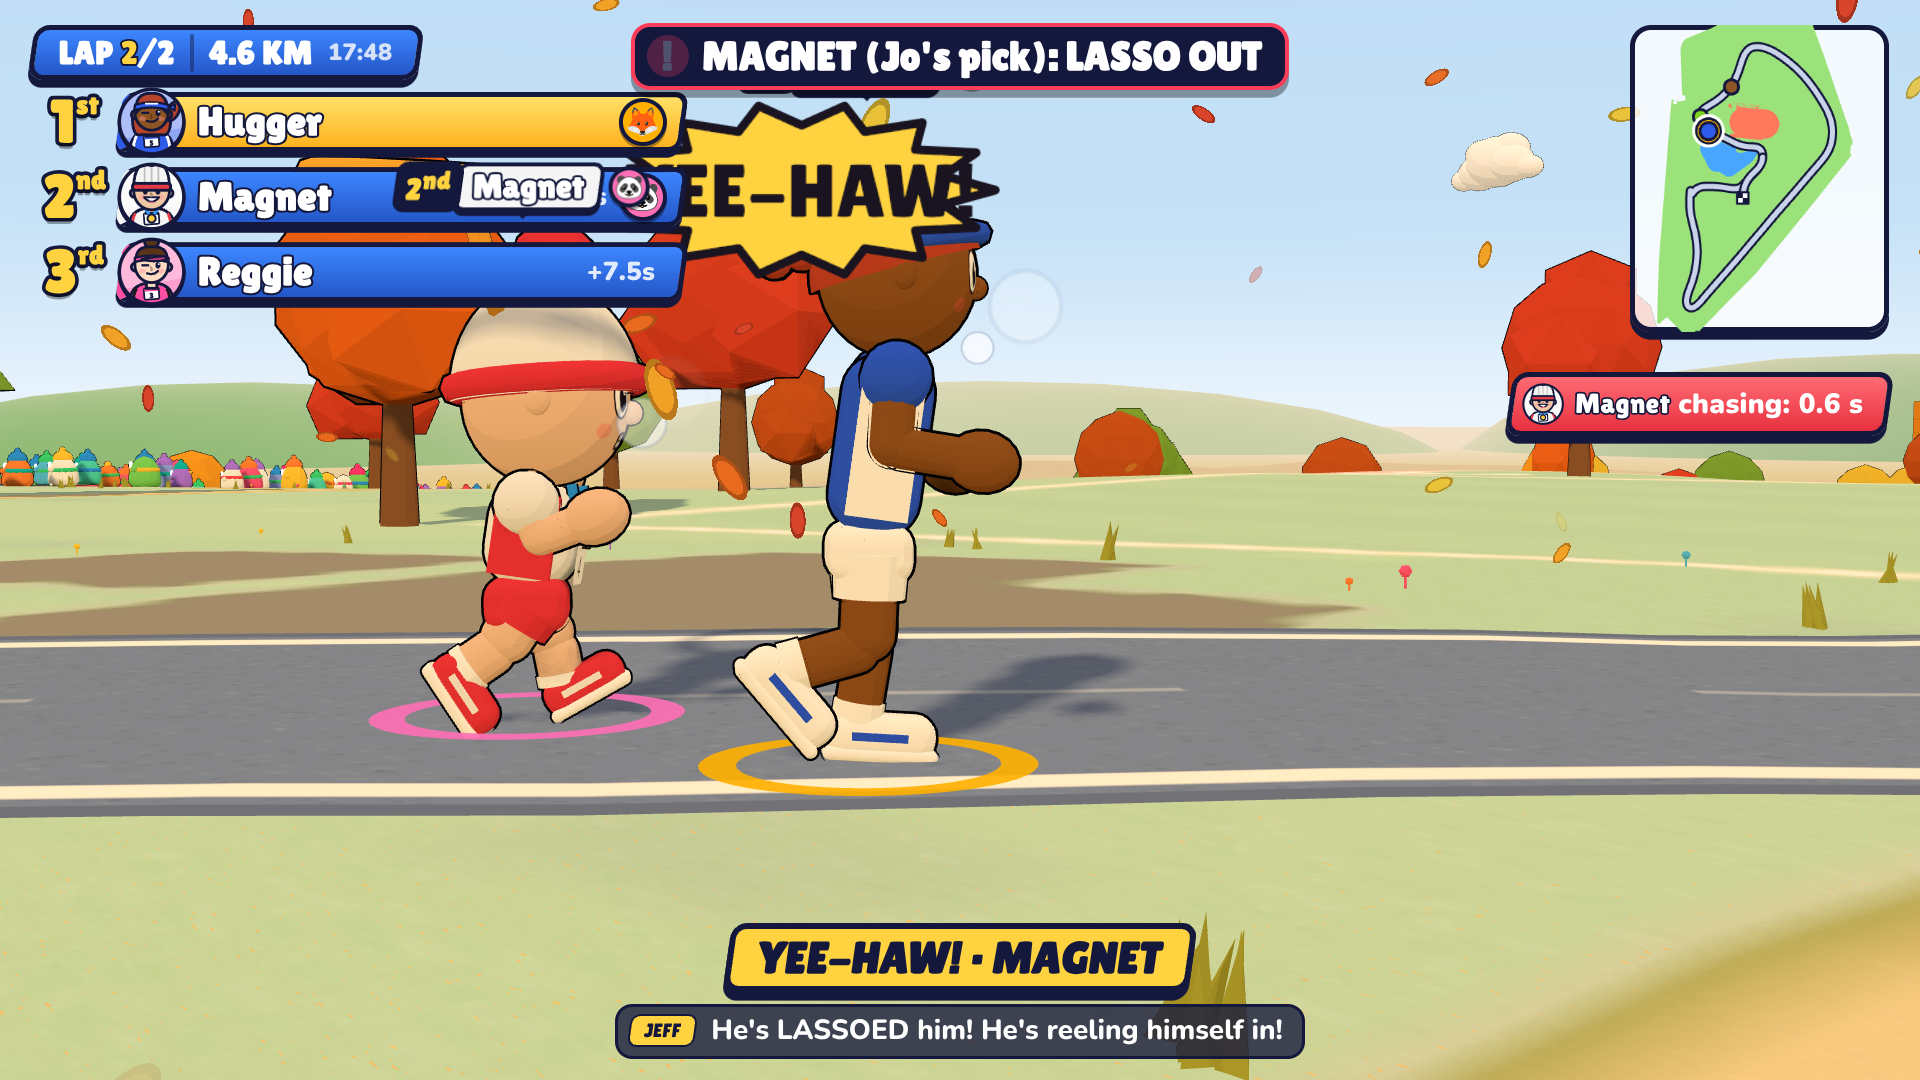 LAP 2/2 4.6 KM 17:48
MAGNET (Jo's pick): LASSO OUT
1st Hugger
2nd Magnet
2nd Magnet
3rd Reggie +7.5s
EE-HAW!
Magnet chasing: 0.6 s
YEE-HAW! · MAGNET
JEFF He's LASSOED him! He's reeling himself in!